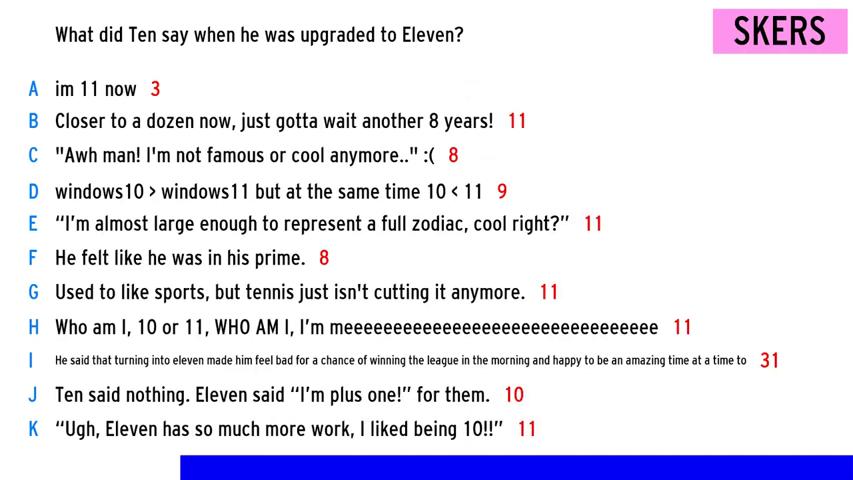 What did Ten say when he was upgraded to Eleven?
SKERS
A im 11 now 3
B Closer to a dozen now, just gotta wait another 8 years! 11
C "Awh man! I'm not famous or cool anymore.." :( 8
D windows10 > windows11 but at the same time 10 < 11 9
E “I’m almost large enough to represent a full zodiac, cool right?” 11
F He felt like he was in his prime. 8
G Used to like sports, but tennis just isn't cutting it anymore. 11
H Who am I, 10 or 11, WHO AM I, I’m meeeeeeeeeeeeeeeeeeeeeeeeeeeeeeee 11
I He said that turning into eleven made him feel bad for a chance of winning the league in the morning and happy to be an amazing time at a time to 31
J Ten said nothing. Eleven said “I’m plus one!” for them. 10
K “Ugh, Eleven has so much more work, I liked being 10!!” 11